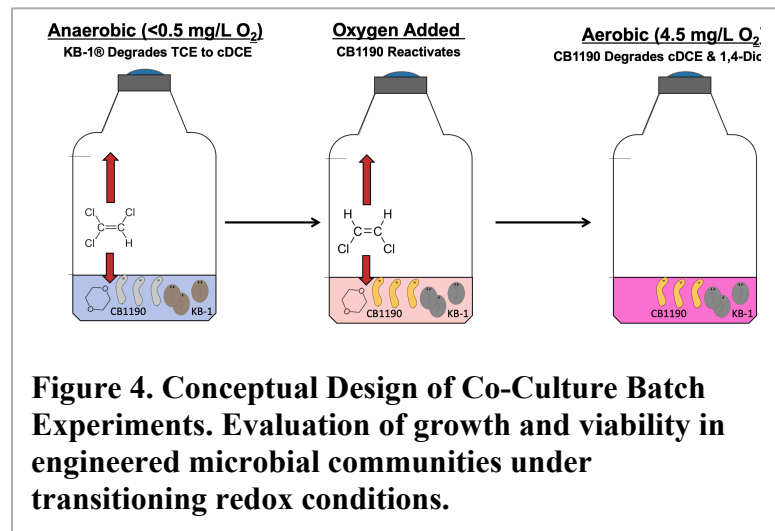 Anaerobic (<0.5 mg/L O2)
KB-1® Degrades TCE to cDCE
Oxygen Added
CB1190 Reactivates
Aerobic (4.5 mg/L O2
CB1190 Degrades cDCE & 1,4-Dio
Cl Cl
C=C
Cl H
O
O
CB1190 KB-1
H H
C=C
Cl Cl
O
O
CB1190 KB-1
CB1190 KB-1
Figure 4. Conceptual Design of Co-Culture Batch
Experiments. Evaluation of growth and viability in
engineered microbial communities under
transitioning redox conditions.